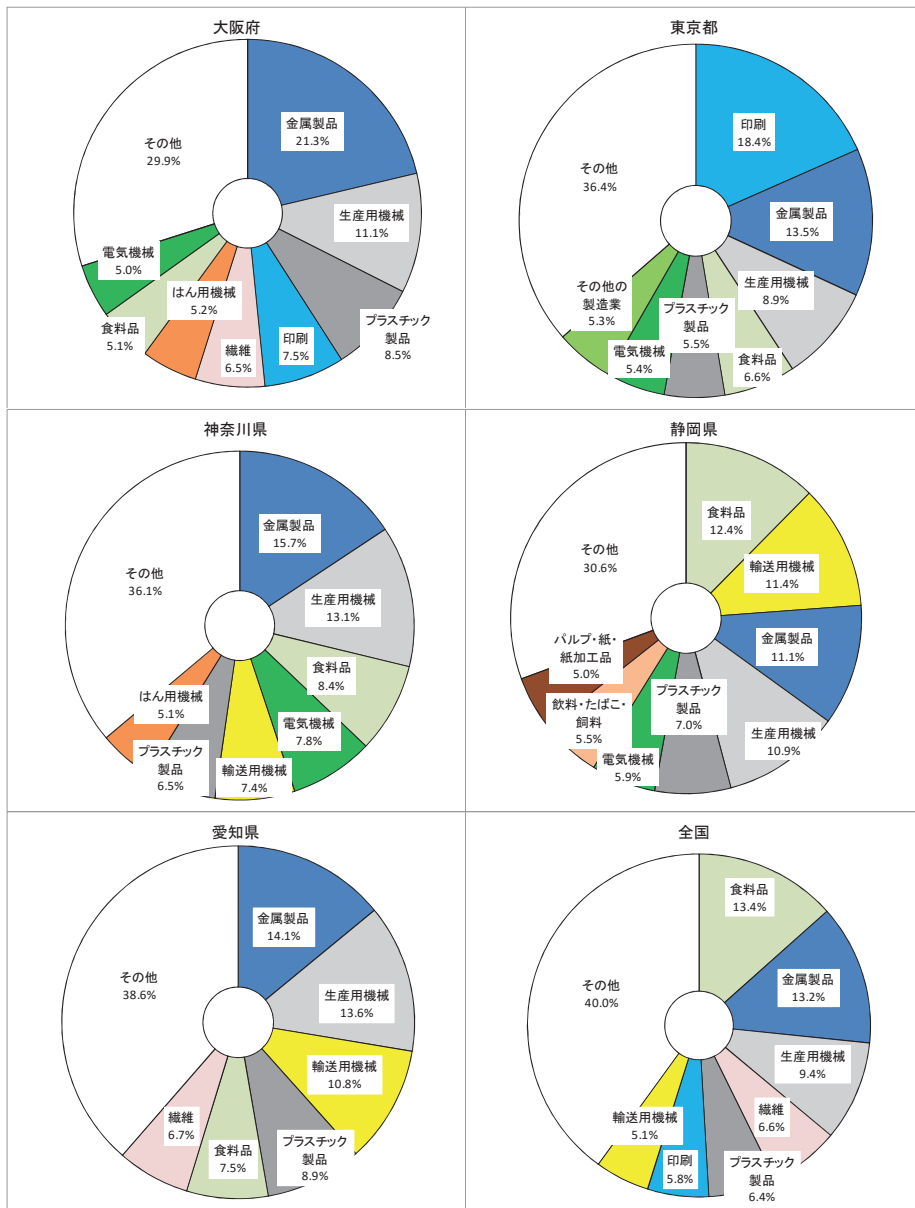 大阪府
金属製品
21.3%
生産用機械
11.1%
プラスチック
製品
8.5%
印刷
7.5%
繊維
6.5%
はん用機械
5.2%
食料品
5.1%
電気機械
5.0%
その他
29.9%
東京都
印刷
18.4%
金属製品
13.5%
生産用機械
8.9%
食料品
6.6%
プラスチック
製品
5.5%
電気機械
5.4%
その他の
製造業
5.3%
その他
36.4%
神奈川県
金属製品
15.7%
生産用機械
13.1%
食料品
8.4%
電気機械
7.8%
輸送用機械
7.4%
プラスチック
製品
6.5%
はん用機械
5.1%
その他
36.1%
静岡県
食料品
12.4%
輸送用機械
11.4%
金属製品
11.1%
生産用機械
10.9%
プラスチック
製品
7.0%
電気機械
5.9%
飲料・たばこ・
飼料
5.5%
パルプ・紙・
紙加工品
5.0%
その他
30.6%
愛知県
金属製品
14.1%
生産用機械
13.6%
輸送用機械
10.8%
プラスチック
製品
8.9%
食料品
7.5%
繊維
6.7%
その他
38.6%
全国
食料品
13.4%
金属製品
13.2%
生産用機械
9.4%
繊維
6.6%
プラスチック
製品
6.4%
印刷
5.8%
輸送用機械
5.1%
その他
40.0%